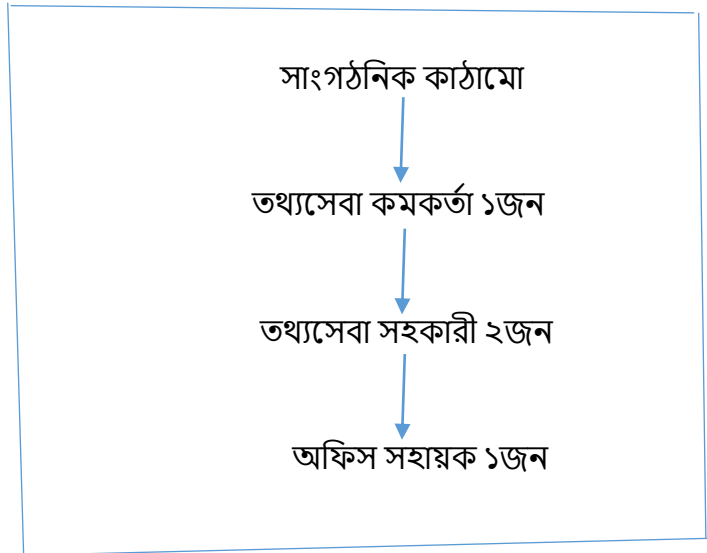 সাংগঠনিক কাঠামো
তথ্যসেবা কমকর্তা ১জন
তথ্যসেবা সহকারী ২জন
অফিস সহায়ক ১জন